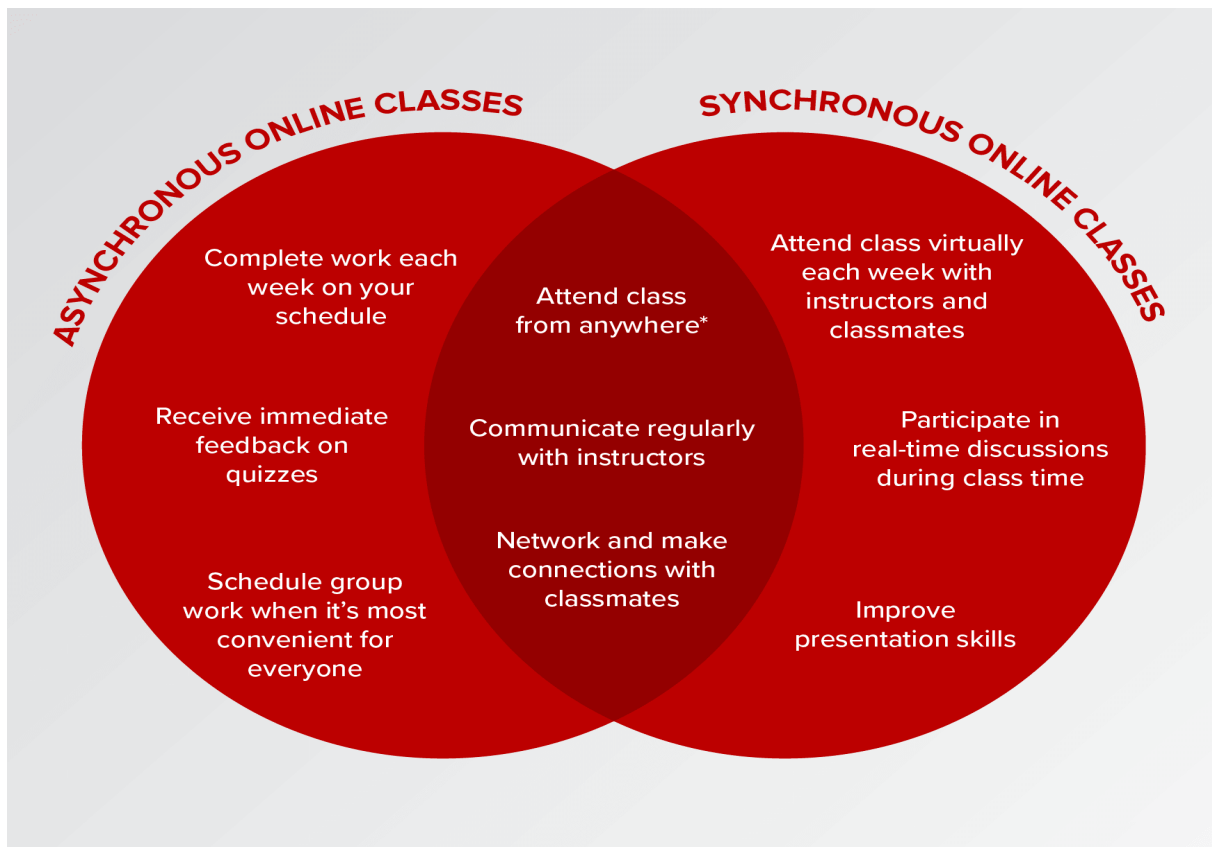 ASYNCHRONOUS ONLINE CLASSES
Complete work each
week on your
schedule
Receive immediate
feedback on
quizzes
Schedule group
work when it’s most
convenient for
everyone
Attend class
from anywhere*
Communicate regularly
with instructors
Network and make
connections with
classmates
SYNCHRONOUS ONLINE CLASSES
Attend class virtually
each week with
instructors and
classmates
Participate in
real-time discussions
during class time
Improve
presentation skills